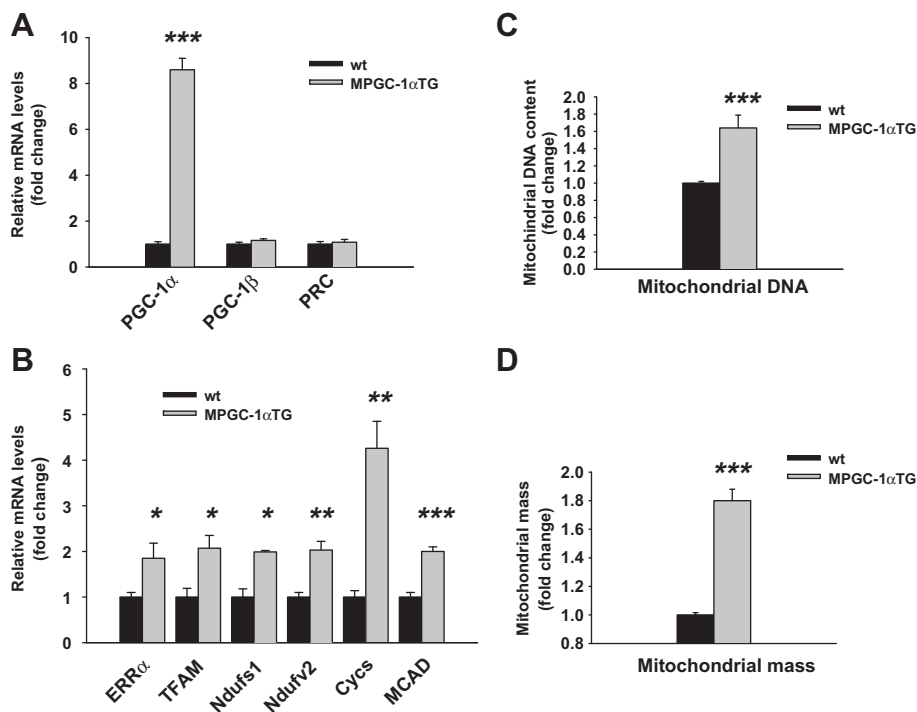 A
Relative mRNA levels
(fold change)
10
8
6
4
2
0
***
wt
MPGC-1αTG
PGC-1α
PGC-1β
PRC
B
Relative mRNA levels
(fold change)
6
5
4
3
2
1
0
wt
MPGC-1αTG
*
*
*
**
**
***
ERRα
TFAM
Ndufs1
Ndufv2
Cycs
MCAD
C
Mitochindrial DNA content
(fold change)
2.0
1.8
1.6
1.4
1.2
1.0
0.8
0.6
0.4
0.2
0.0
***
wt
MPGC-1αTG
Mitochondrial DNA
D
Mitochondrial mass
(fold change)
2.0
1.8
1.6
1.4
1.2
1.0
0.8
***
wt
MPGC-1αTG
Mitochondrial mass